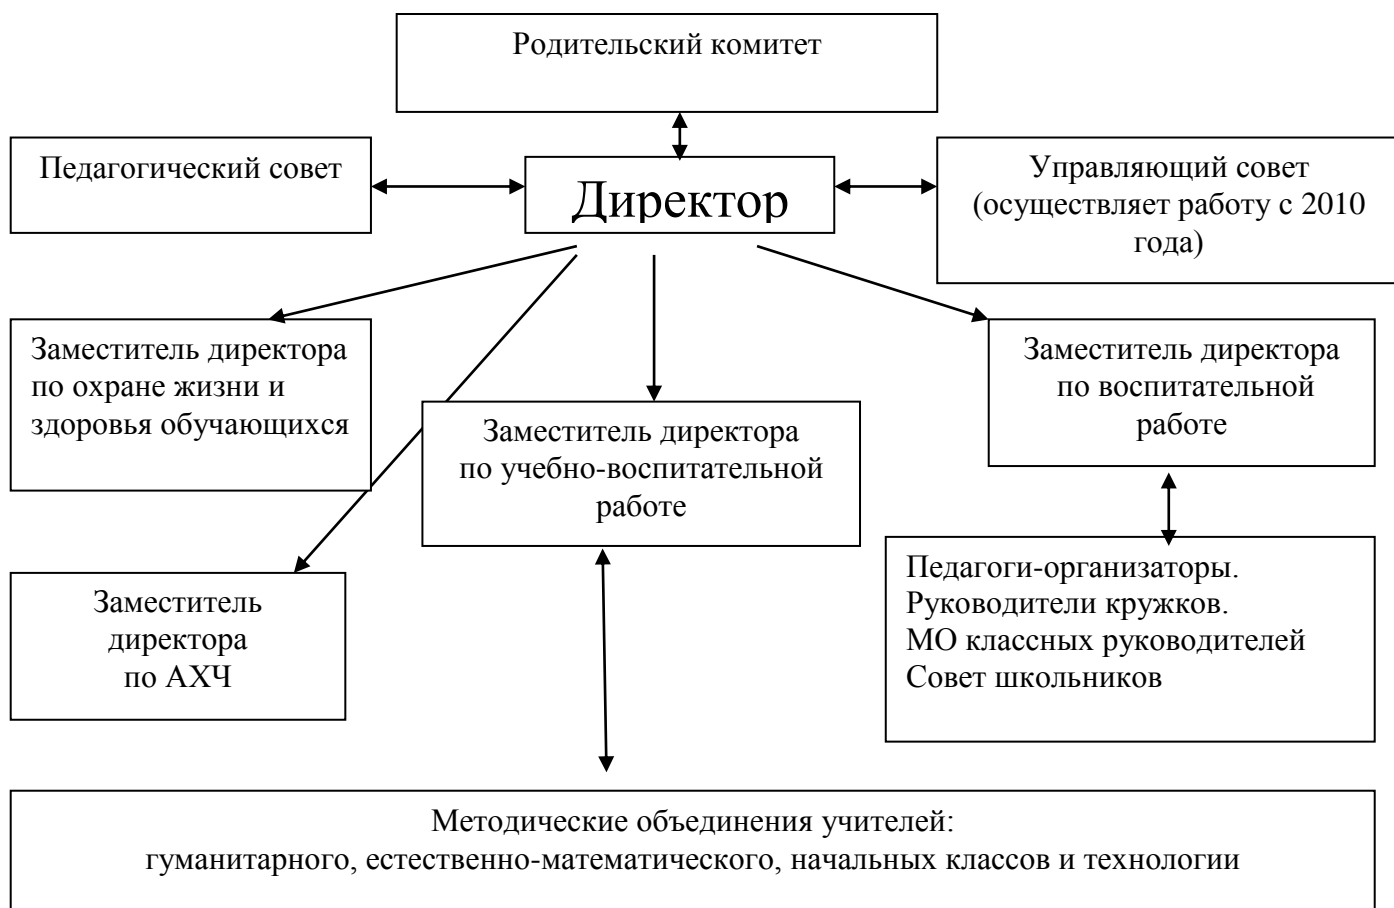 Родительский комитет
Педагогический совет
Директор
Управляющий совет
(осуществляет работу с 2010
года)
Заместитель директора
по охране жизни и
здоровья обучающихся
Заместитель директора
по учебно-воспитательной
работе
Заместитель директора
по воспитательной
работе
Заместитель
директора
по АХЧ
Педагоги-организаторы.
Руководители кружков.
МО классных руководителей
Совет школьников
Методические объединения учителей:
гуманитарного, естественно-математического, начальных классов и технологии